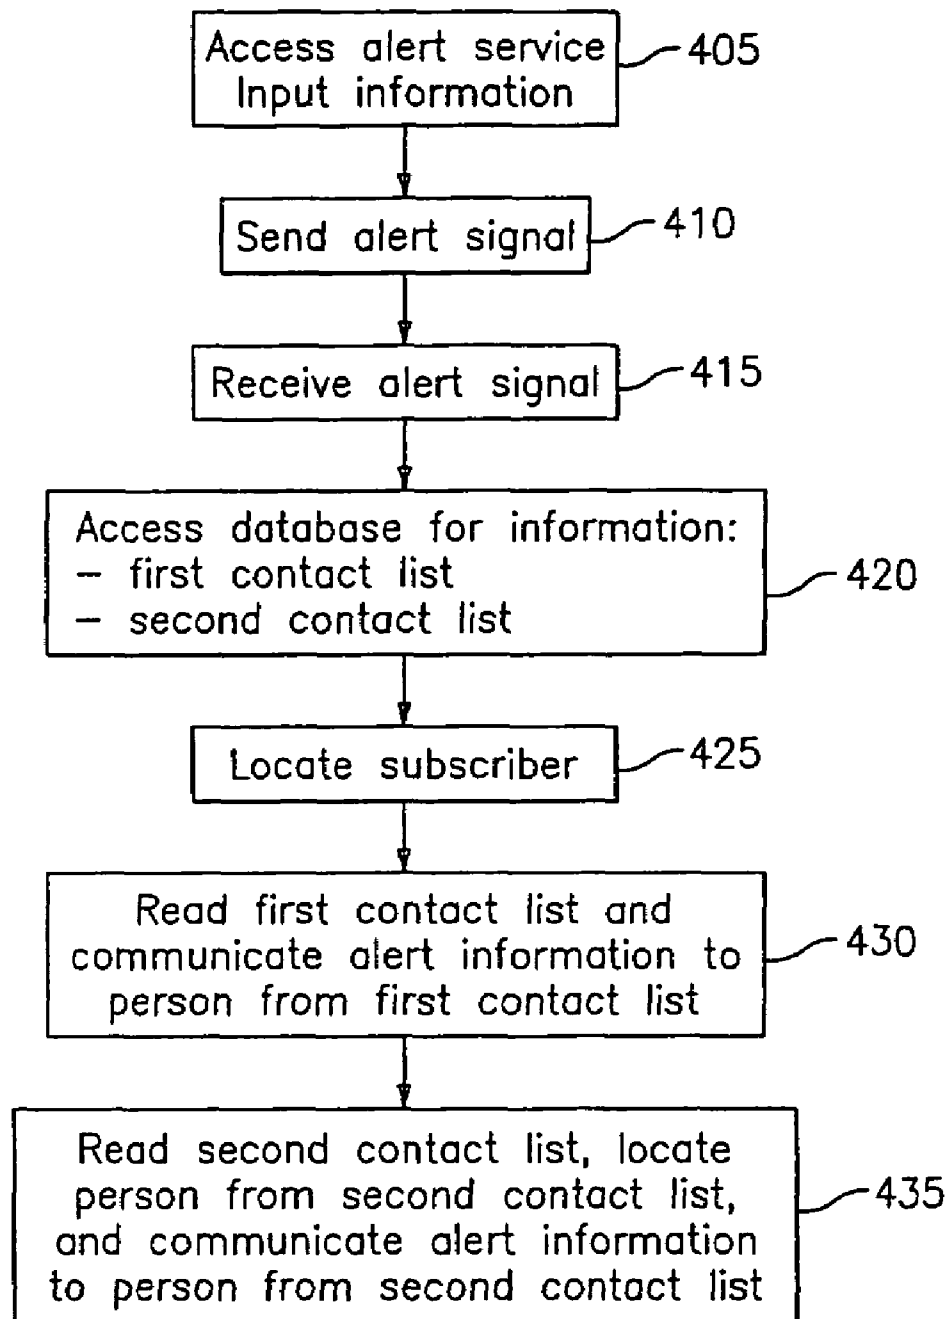 Access alert service
Input information
405
Send alert signal
410
Receive alert signal
415
Access database for information:
– first contact list
– second contact list
420
Locate subscriber
425
Read first contact list and
communicate alert information to
person from first contact list
430
Read second contact list, locate
person from second contact list,
and communicate alert information
to person from second contact list
435